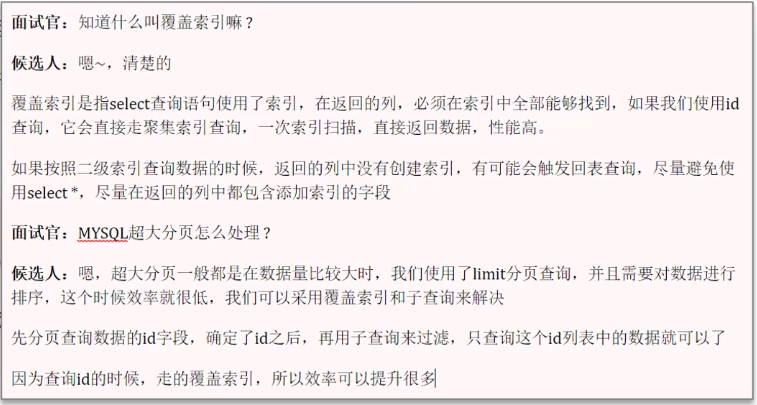 面试官：知道什么叫覆盖索引嘛？
候选人：嗯~，清楚的
覆盖索引是指select查询语句使用了索引，在返回的列，必须在索引中全部能够找到，如果我们使用id
查询，它会直接走聚集索引查询，一次索引扫描，直接返回数据，性能高。
如果按照二级索引查询数据的时候，返回的列中没有创建索引，有可能会触发回表查询，尽量避免使
用select *，尽量在返回的列中都包含添加索引的字段
面试官：MYSQL超大分页怎么处理？
候选人：嗯，超大分页一般都是在数据量比较大时，我们使用了limit分页查询，并且需要对数据进行
排序，这个时候效率就很低，我们可以采用覆盖索引和子查询来解决
先分页查询数据的id字段，确定了id之后，再用子查询来过滤，只查询这个id列表中的数据就可以了
因为查询id的时候，走的覆盖索引，所以效率可以提升很多